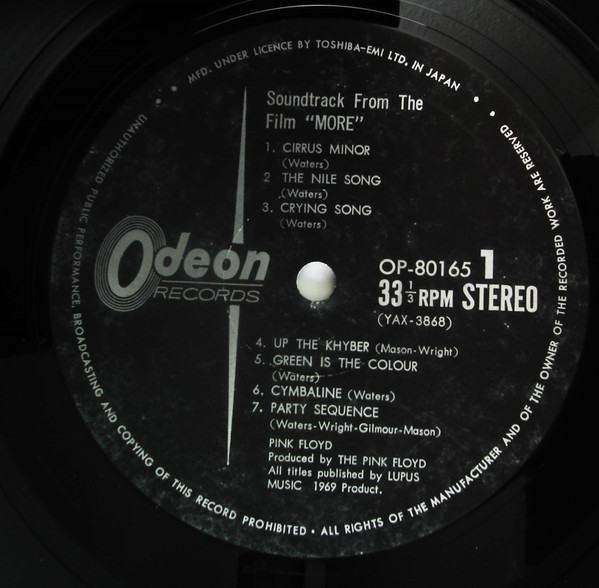 MFD. UNDER LICENCE BY TOSHIBA-EMI LTD. IN JAPAN
Soundtrack From The
Film "MORE"
1. CIRRUS MINOR
(Waters)
2 THE NILE SONG
(Waters)
3. CRYING SONG
(Waters)
Odeon
RECORDS
OP-80165 1
33 1/3 RPM STEREO
(YAX-3868)
4. UP THE KHYBER (Mason-Wright)
5. GREEN IS THE COLOUR
(Waters)
6. CYMBALINE (Waters)
7. PARTY SEQUENCE
(Waters-Wright-Gilmour-Mason)
PINK FLOYD
Produced by THE PINK FLOYD
All titles published by LUPUS
MUSIC 1969 Product.
UNAUTHORIZED PUBLIC PERFORMANCE, BROADCASTING AND COPYING OF THIS RECORD PROHIBITED • ALL RIGHTS OF THE MANUFACTURER AND OF THE OWNER OF THE RECORDED WORK ARE RESERVED